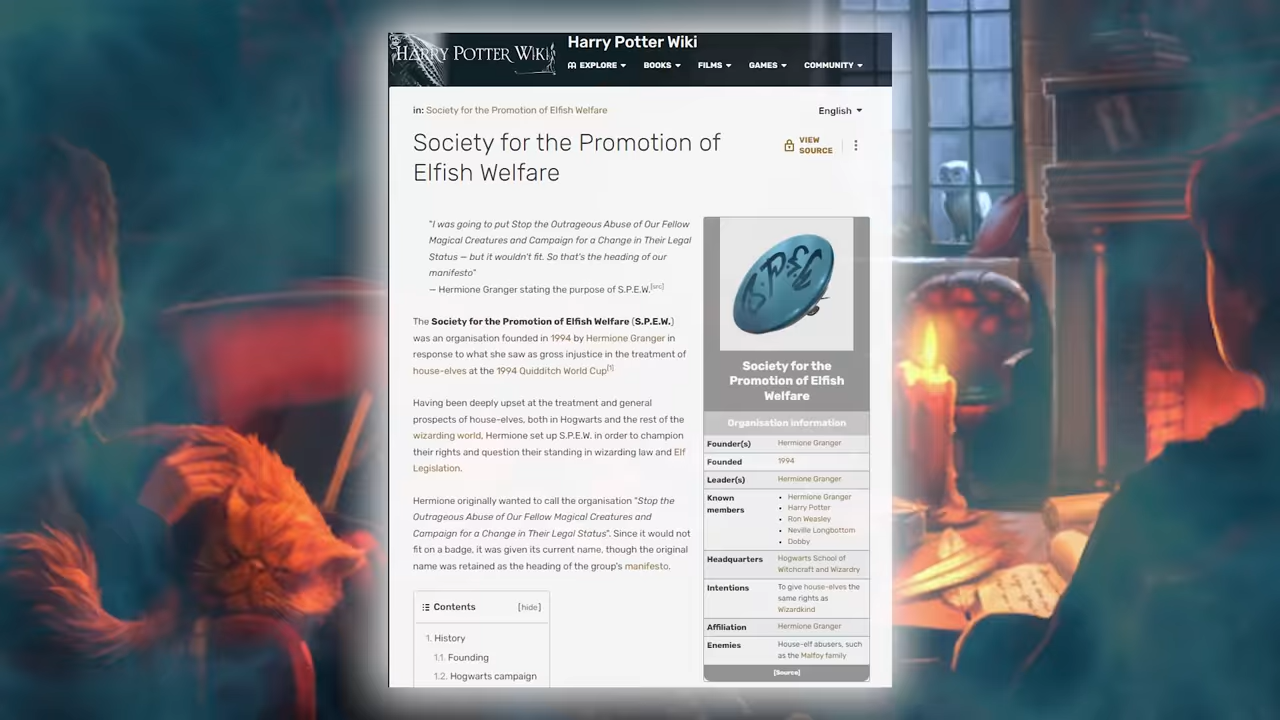 HARRY POTTER WIKI
Harry Potter Wiki
EXPLORE
BOOKS
FILMS
GAMES
COMMUNITY
in: Society for the Promotion of Elfish Welfare
English
Society for the Promotion of
Elfish Welfare
VIEW
SOURCE
"I was going to put Stop the Outrageous Abuse of Our Fellow
Magical Creatures and Campaign for a Change in Their Legal
Status — but it wouldn't fit. So that's the heading of our
manifesto"
— Hermione Granger stating the purpose of S.P.E.W.[src]
The Society for the Promotion of Elfish Welfare (S.P.E.W.)
was an organisation founded in 1994 by Hermione Granger in
response to what she saw as gross injustice in the treatment of
house-elves at the 1994 Quidditch World Cup[1]
Having been deeply upset at the treatment and general
prospects of house-elves, both in Hogwarts and the rest of the
wizarding world, Hermione set up S.P.E.W. in order to champion
their rights and question their standing in wizarding law and Elf
Legislation.
Hermione originally wanted to call the organisation "Stop the
Outrageous Abuse of Our Fellow Magical Creatures and
Campaign for a Change in Their Legal Status". Since it would not
fit on a badge, it was given its current name, though the original
name was retained as the heading of the group's manifesto.
Contents [hide]
1. History
1.1. Founding
1.2. Hogwarts campaign
S.P.E.W.
Society for the
Promotion of Elfish
Welfare
Organisation information
Founder(s) Hermione Granger
Founded 1994
Leader(s) Hermione Granger
Known
members
Hermione Granger
Harry Potter
Ron Weasley
Neville Longbottom
Dobby
Headquarters Hogwarts School of
Witchcraft and Wizardry
Intentions To give house-elves the
same rights as
Wizardkind
Affiliation Hermione Granger
Enemies House-elf abusers, such
as the Malfoy family
[Source]